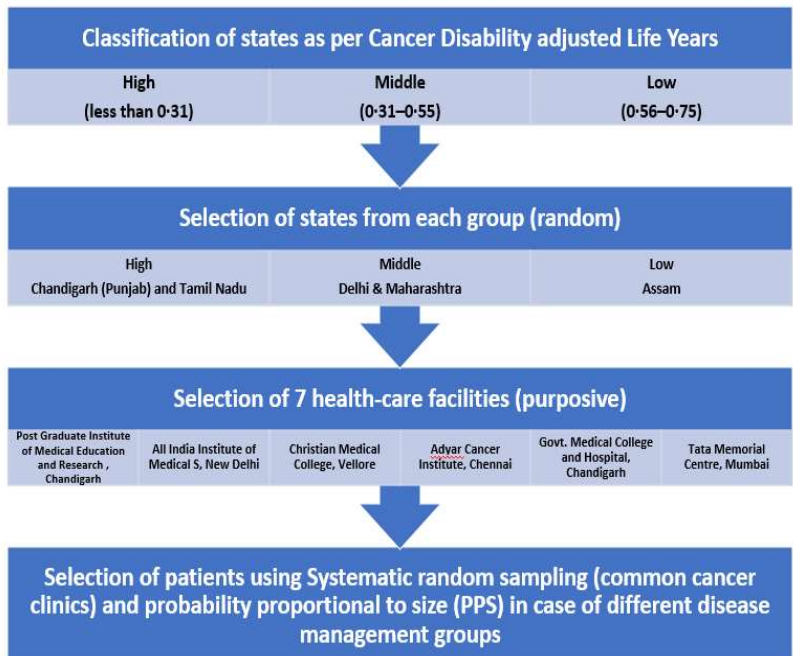 Classification of states as per Cancer Disability adjusted Life Years
High
(less than 0·31)
Middle
(0·31–0·55)
Low
(0·56–0·75)
Selection of states from each group (random)
High
Chandigarh (Punjab) and Tamil Nadu
Middle
Delhi & Maharashtra
Low
Assam
Selection of 7 health-care facilities (purposive)
Post Graduate Institute
of Medical Education
and Research ,
Chandigarh
All India Institute of
Medical S, New Delhi
Christian Medical
College, Vellore
Adyar Cancer
Institute, Chennai
Govt. Medical College
and Hospital,
Chandigarh
Tata Memorial
Centre, Mumbai
Selection of patients using Systematic random sampling (common cancer
clinics) and probability proportional to size (PPS) in case of different disease
management groups